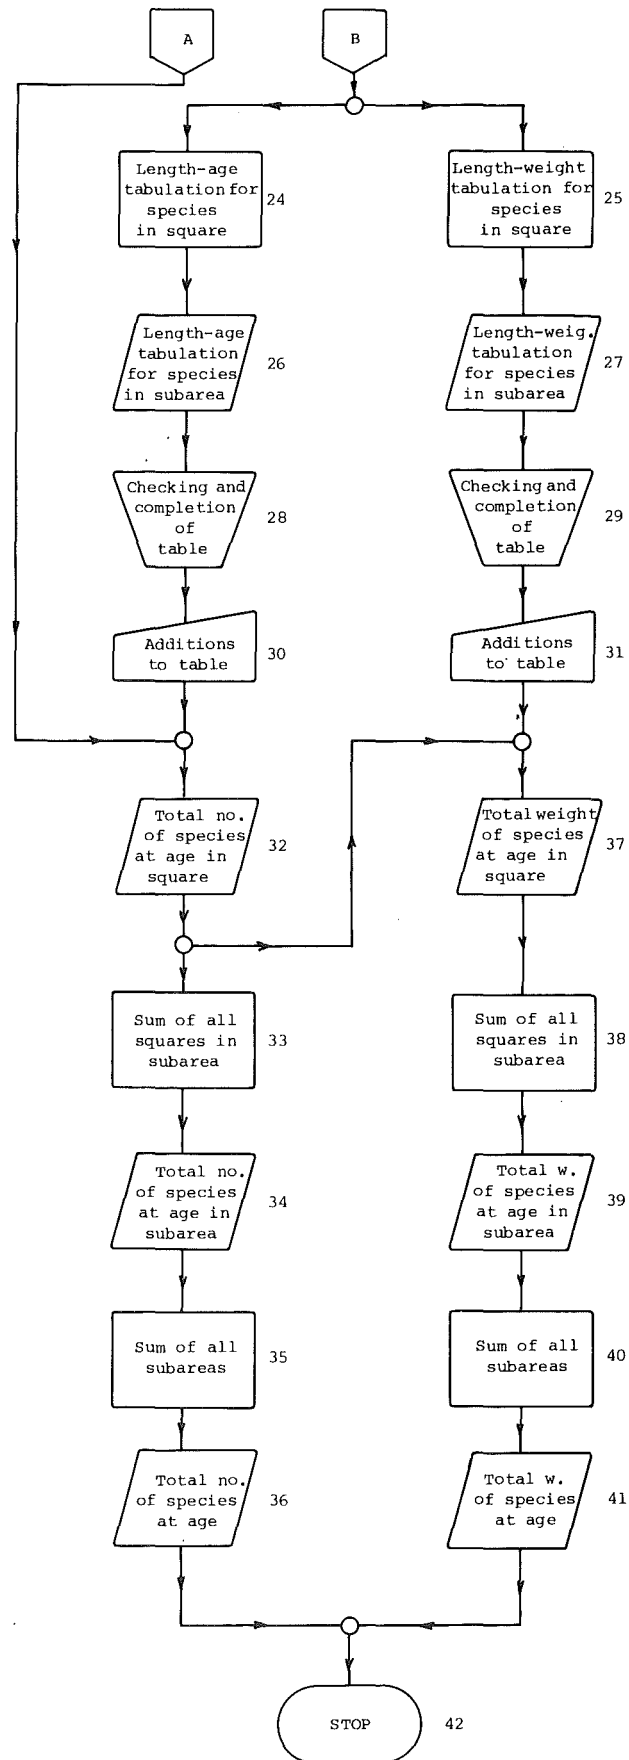 A
B
Length-age
tabulation for
species
in square
24
Length-weight
tabulation for
species
in square
25
Length-age
tabulation
for species
in subarea
26
Length-weig.
tabulation
for species
in subarea
27
Checking and
completion
of
table
28
Checking and
completion
of
table
29
Additions
to table
30
Additions
to table
31
Total no.
of species
at age in
square
32
Total weight
of species
at age in
square
37
Sum of all
squares in
subarea
33
Sum of all
squares in
subarea
38
Total no.
of species
at age in
subarea
34
Total w.
of species
at age in
subarea
39
Sum of all
subareas
35
Sum of all
subareas
40
Total no.
of species
at age
36
Total w.
of species
at age
41
STOP
42